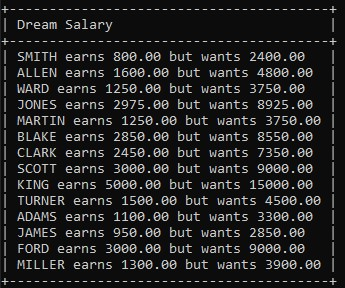 Dream Salary
SMITH earns 800.00 but wants 2400.00
ALLEN earns 1600.00 but wants 4800.00
WARD earns 1250.00 but wants 3750.00
JONES earns 2975.00 but wants 8925.00
MARTIN earns 1250.00 but wants 3750.00
BLAKE earns 2850.00 but wants 8550.00
CLARK earns 2450.00 but wants 7350.00
SCOTT earns 3000.00 but wants 9000.00
KING earns 5000.00 but wants 15000.00
TURNER earns 1500.00 but wants 4500.00
ADAMS earns 1100.00 but wants 3300.00
JAMES earns 950.00 but wants 2850.00
FORD earns 3000.00 but wants 9000.00
MILLER earns 1300.00 but wants 3900.00